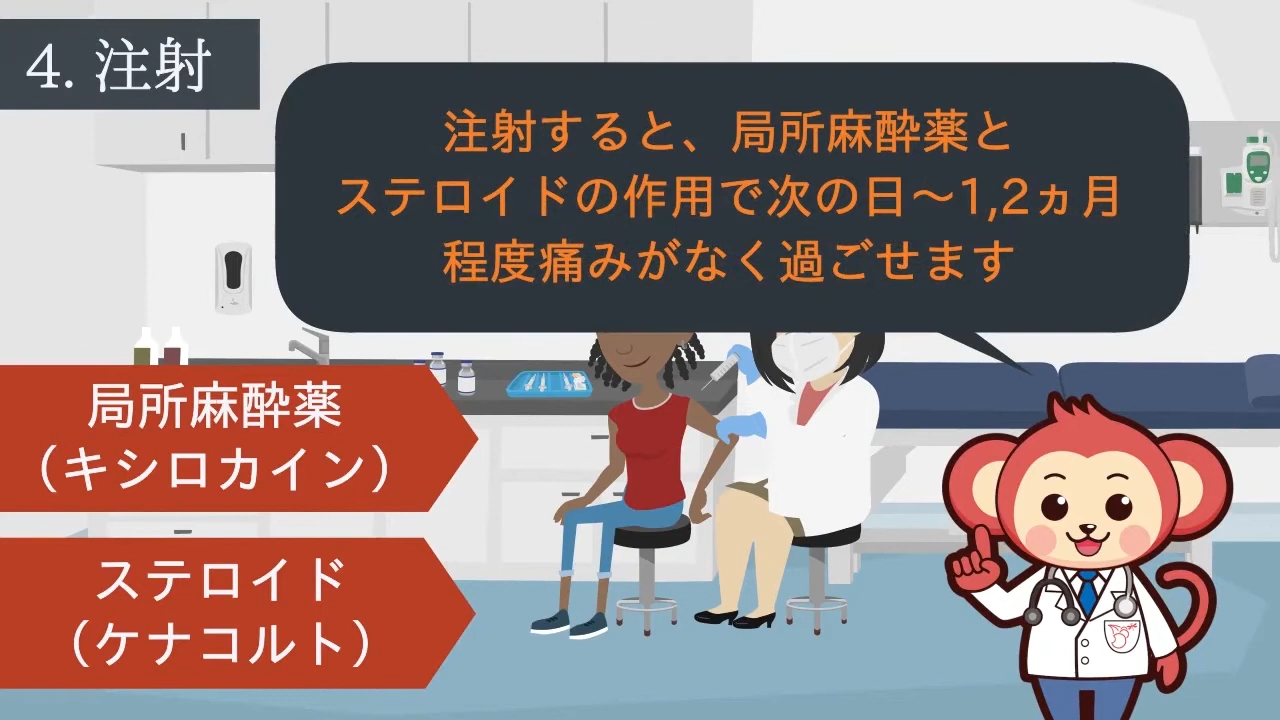 4. 注射
注射すると、局所麻酔薬と
ステロイドの作用で次の日～1,2ヵ月
程度痛みがなく過ごせます
局所麻酔薬
（キシロカイン）
ステロイド
（ケナコルト）